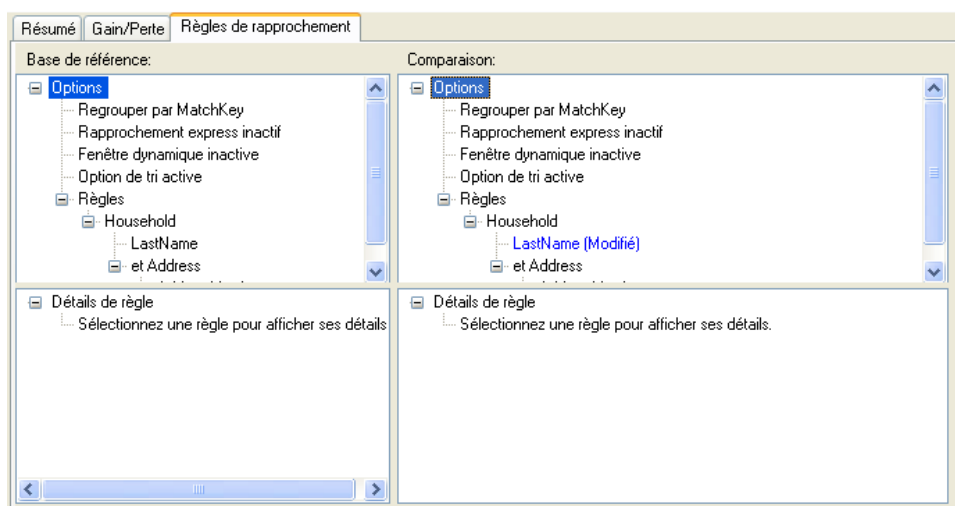 Résumé Gain/Perte Règles de rapprochement
Base de référence:
Options
Regrouper par MatchKey
Rapprochement express inactif
Fenêtre dynamique inactive
Option de tri active
Règles
Household
LastName
et Address
Détails de règle
Sélectionnez une règle pour afficher ses détails
Comparaison:
Options
Regrouper par MatchKey
Rapprochement express inactif
Fenêtre dynamique inactive
Option de tri active
Règles
Household
LastName (Modifié)
et Address
Détails de règle
Sélectionnez une règle pour afficher ses détails.